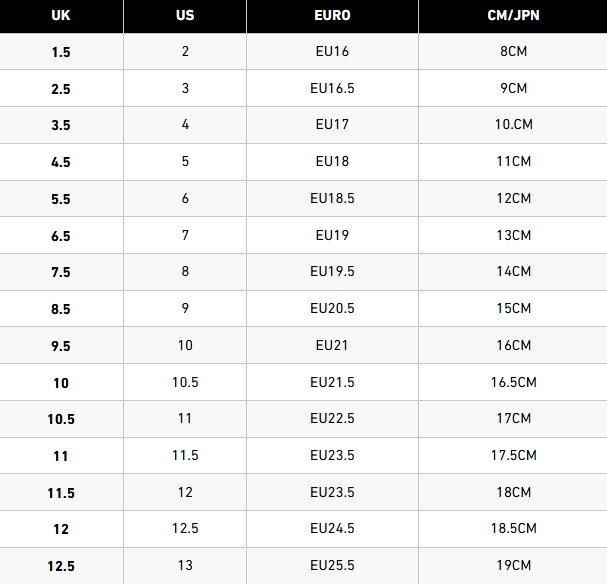 UK US EURO CM/JPN
1.5 2 EU16 8CM
2.5 3 EU16.5 9CM
3.5 4 EU17 10.CM
4.5 5 EU18 11CM
5.5 6 EU18.5 12CM
6.5 7 EU19 13CM
7.5 8 EU19.5 14CM
8.5 9 EU20.5 15CM
9.5 10 EU21 16CM
10 10.5 EU21.5 16.5CM
10.5 11 EU22.5 17CM
11 11.5 EU23.5 17.5CM
11.5 12 EU23.5 18CM
12 12.5 EU24.5 18.5CM
12.5 13 EU25.5 19CM